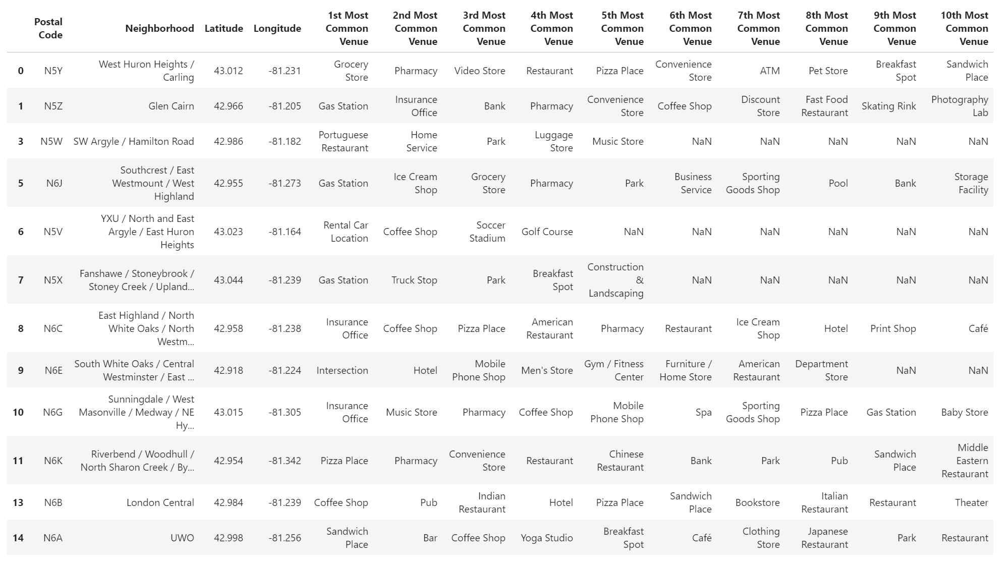 Postal Code Neighborhood Latitude Longitude 1st Most Common Venue 2nd Most Common Venue 3rd Most Common Venue 4th Most Common Venue 5th Most Common Venue 6th Most Common Venue 7th Most Common Venue 8th Most Common Venue 9th Most Common Venue 10th Most Common Venue
0 N5Y West Huron Heights / Carling 43.012 -81.231 Grocery Store Pharmacy Video Store Restaurant Pizza Place Convenience Store ATM Pet Store Breakfast Spot Sandwich Place
1 N5Z Glen Cairn 42.966 -81.205 Gas Station Insurance Office Bank Pharmacy Convenience Store Coffee Shop Discount Store Fast Food Restaurant Skating Rink Photography Lab
3 N5W SW Argyle / Hamilton Road 42.986 -81.182 Portuguese Restaurant Home Service Park Luggage Store Music Store NaN NaN NaN NaN NaN
5 N6J Southcrest / East Westmount / West Highland 42.955 -81.273 Gas Station Ice Cream Shop Grocery Store Pharmacy Park Business Service Sporting Goods Shop Pool Bank Storage Facility
6 N5V YXU / North and East Argyle / East Huron Heights 43.023 -81.164 Rental Car Location Coffee Shop Soccer Stadium Golf Course NaN NaN NaN NaN NaN NaN
7 N5X Fanshawe / Stoneybrook / Stoney Creek / Upland... 43.044 -81.239 Gas Station Truck Stop Park Breakfast Spot Construction & Landscaping NaN NaN NaN NaN NaN
8 N6C East Highland / North White Oaks / North Westm... 42.958 -81.238 Insurance Office Coffee Shop Pizza Place American Restaurant Pharmacy Restaurant Ice Cream Shop Hotel Print Shop Café
9 N6E South White Oaks / Central Westminster / East ... 42.918 -81.224 Intersection Hotel Mobile Phone Shop Men's Store Gym / Fitness Center Furniture / Home Store American Restaurant Department Store NaN NaN
10 N6G Sunningdale / West Masonville / Medway / NE Hy... 43.015 -81.305 Insurance Office Music Store Pharmacy Coffee Shop Mobile Phone Shop Spa Sporting Goods Shop Pizza Place Gas Station Baby Store
11 N6K Riverbend / Woodhull / North Sharon Creek / By... 42.954 -81.342 Pizza Place Pharmacy Convenience Store Restaurant Chinese Restaurant Bank Park Pub Sandwich Place Middle Eastern Restaurant
13 N6B London Central 42.984 -81.239 Coffee Shop Pub Indian Restaurant Hotel Pizza Place Sandwich Place Bookstore Italian Restaurant Restaurant Theater
14 N6A UWO 42.998 -81.256 Sandwich Place Bar Coffee Shop Yoga Studio Breakfast Spot Café Clothing Store Japanese Restaurant Park Restaurant